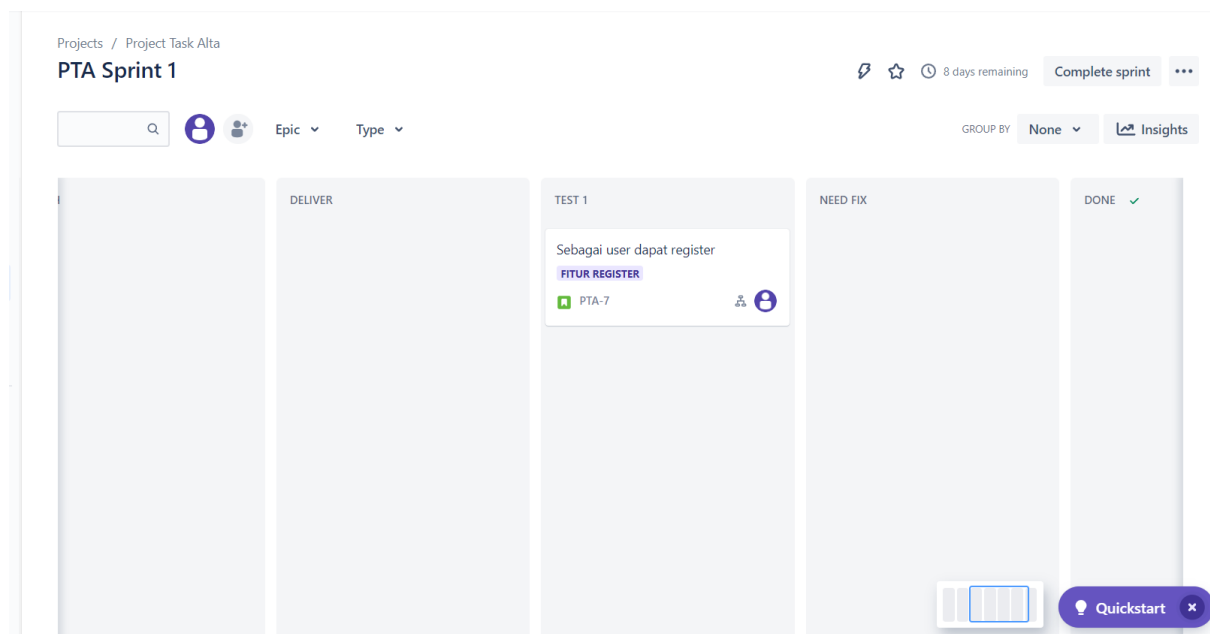 Projects / Project Task Alta
PTA Sprint 1
8 days remaining
Complete sprint
Epic
Type
GROUP BY
None
Insights
DELIVER
TEST 1
NEED FIX
DONE
Sebagai user dapat register
FITUR REGISTER
PTA-7
Quickstart